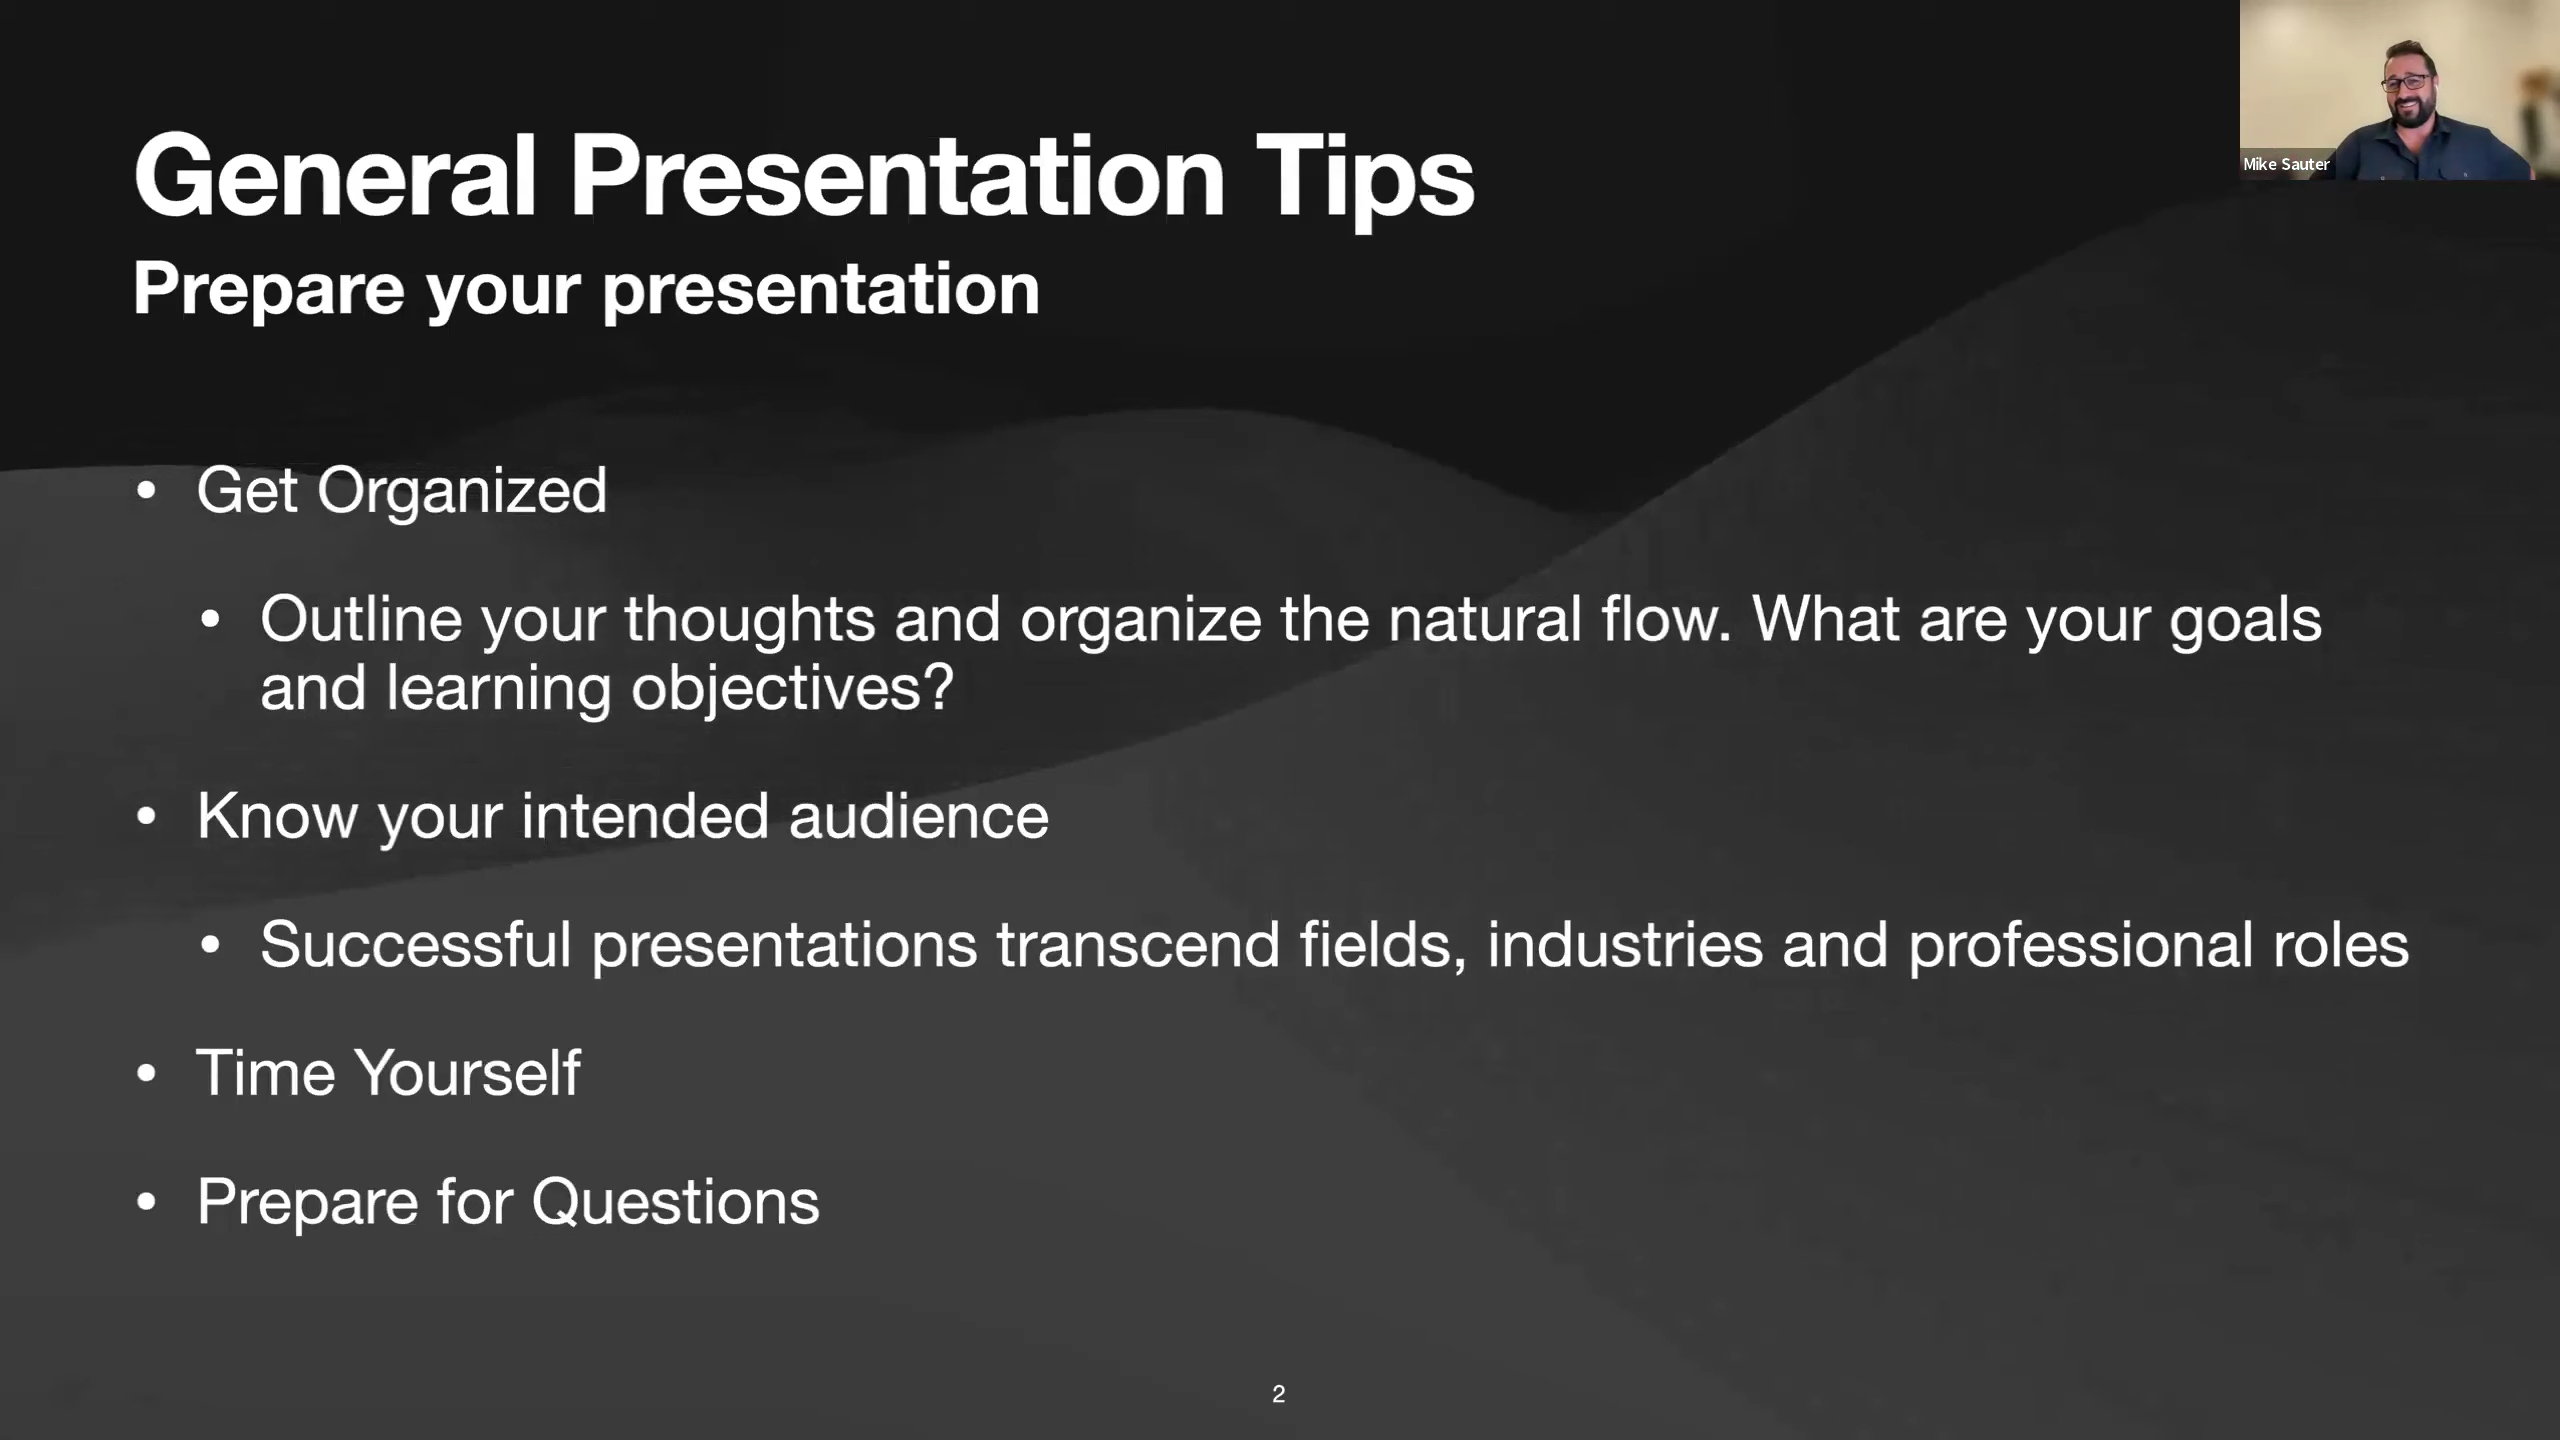 General Presentation Tips
Prepare your presentation
Mike Sauter
• Get Organized
• Outline your thoughts and organize the natural flow. What are your goals
and learning objectives?
• Know your intended audience
• Successful presentations transcend fields, industries and professional roles
• Time Yourself
• Prepare for Questions
2